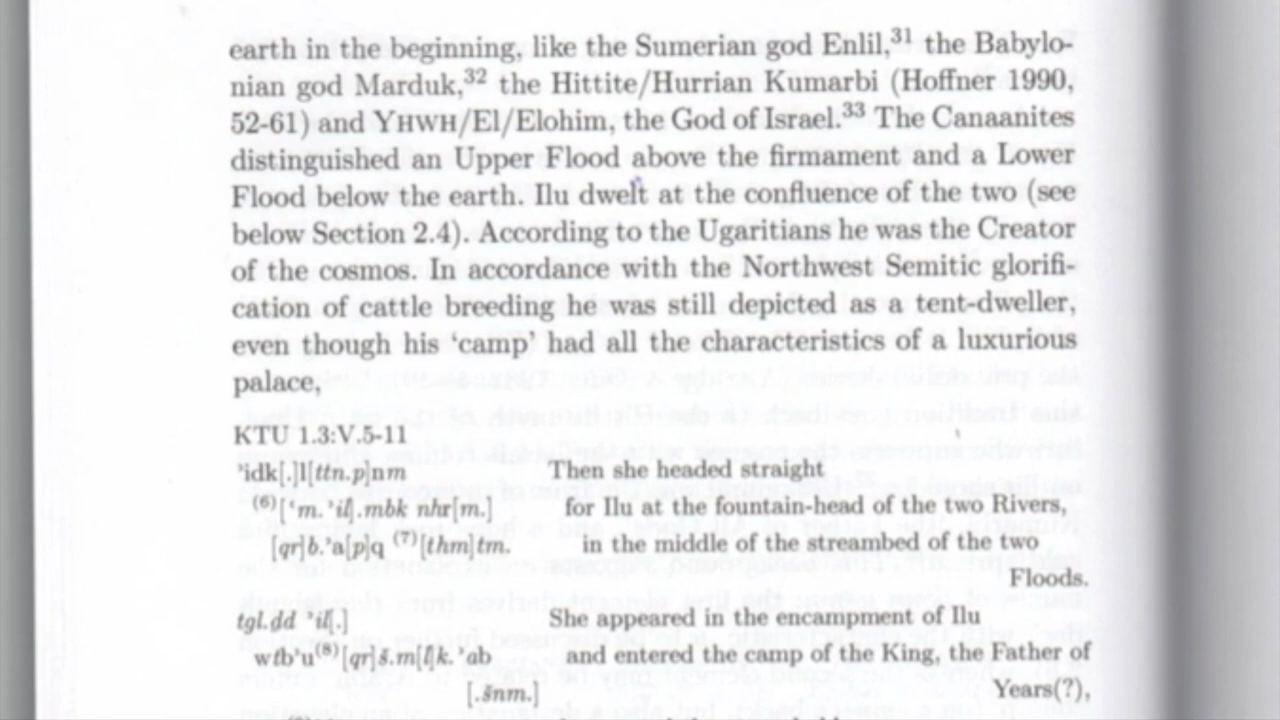 earth in the beginning, like the Sumerian god Enlil,31 the Babylo-
nian god Marduk,32 the Hittite/Hurrian Kumarbi (Hoffner 1990,
52-61) and YHWH/El/Elohim, the God of Israel.33 The Canaanites
distinguished an Upper Flood above the firmament and a Lower
Flood below the earth. Ilu dwelt at the confluence of the two (see
below Section 2.4). According to the Ugaritians he was the Creator
of the cosmos. In accordance with the Northwest Semitic glorifi-
cation of cattle breeding he was still depicted as a tent-dweller,
even though his ‘camp’ had all the characteristics of a luxurious
palace,
KTU 1.3:V.5-11
ʾidk[.]l[ttn.p]nm Then she headed straight
(6)[ʿm.ʾil].mbk nhr[m.] for Ilu at the fountain-head of the two Rivers,
[qr]b.ʾa[p]q (7)[thm]tm. in the middle of the streambed of the two
Floods.
tgl.dd ʾil[.] She appeared in the encampment of Ilu
wtbʾu(8)[qr]š.m[l]k.ʾab and entered the camp of the King, the Father of
[.šnm.] Years(?),